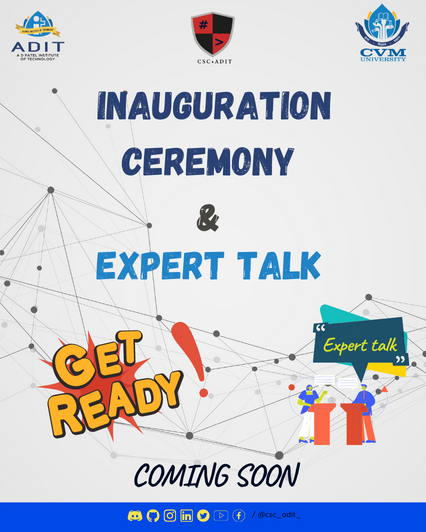 ADIT
A D PATEL INSTITUTE
OF TECHNOLOGY
# >
CSC•ADIT
CVM
UNIVERSITY
INAUGURATION
CEREMONY
&
EXPERT TALK
GET
READY!
“Expert talk”
COMING SOON
/ @csc_adit_